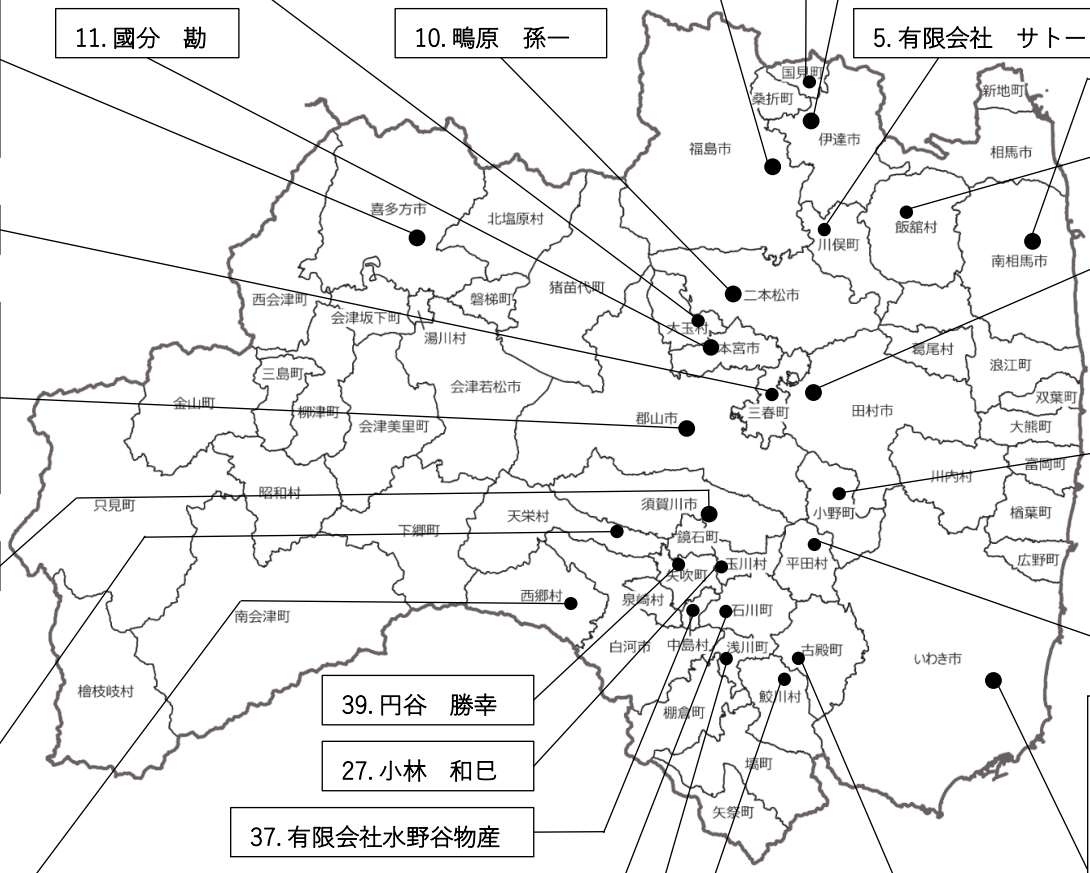 11. 國分　勘
10. 鴫原　孫一
5. 有限会社　サトー
国見町
桑折町
新地町
伊達市
福島市
相馬市
喜多方市
北塩原村
飯舘村
川俣町
南相馬市
猪苗代町
西会津町
磐梯町
二本松市
会津坂下町
湯川村
大玉村
本宮市
葛尾村
浪江町
三島町
会津若松市
双葉町
金山町
柳津町
三春町
田村市
会津美里町
郡山市
大熊町
富岡町
川内村
昭和村
只見町
須賀川市
小野町
楢葉町
天栄村
下郷町
鏡石町
広野町
玉川村
平田村
矢吹町
西郷村
泉崎村
石川町
南会津町
中島村
浅川町
白河市
古殿町
いわき市
檜枝岐村
鮫川村
39. 円谷　勝幸
棚倉町
27. 小林　和巳
塙町
矢祭町
37. 有限会社水野谷物産